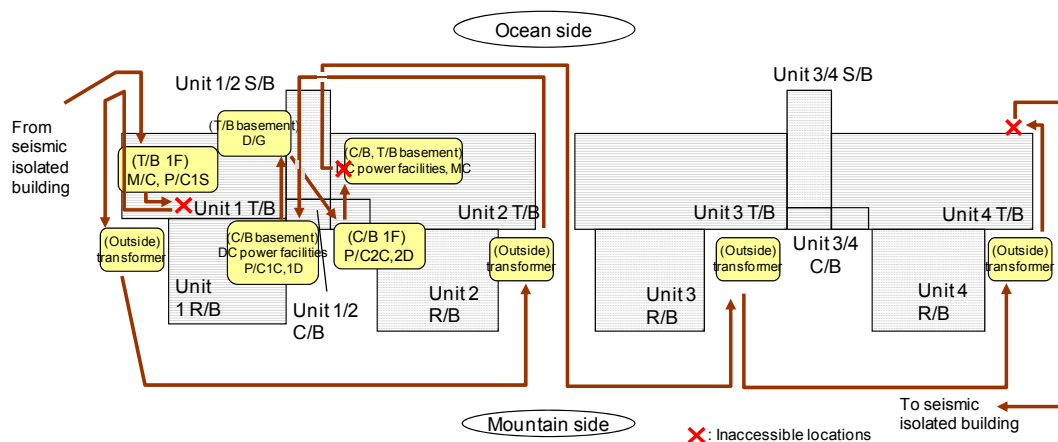 Ocean side
Unit 1/2 S/B
Unit 3/4 S/B
From
seismic
isolated
building
(T/B basement)
D/G
(T/B 1F)
M/C, P/C1S
(C/B, T/B basement)
C power facilities, MC
Unit 1 T/B
Unit 2 T/B
Unit 3 T/B
Unit 4 T/B
(Outside)
transformer
(C/B basement)
DC power facilities
P/C1C,1D
(C/B 1F)
P/C2C,2D
(Outside)
transformer
(Outside)
transformer
Unit 3/4
C/B
(Outside)
transformer
Unit
1 R/B
Unit 1/2
C/B
Unit 2
R/B
Unit 3
R/B
Unit 4
R/B
To seismic
isolated building
Mountain side
: Inaccessible locations